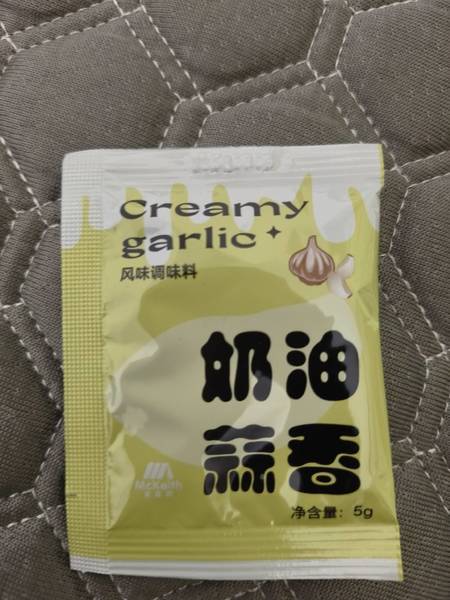 Creamy
garlic
风味调味料
奶油
蒜香
McKeith
净含量：5g